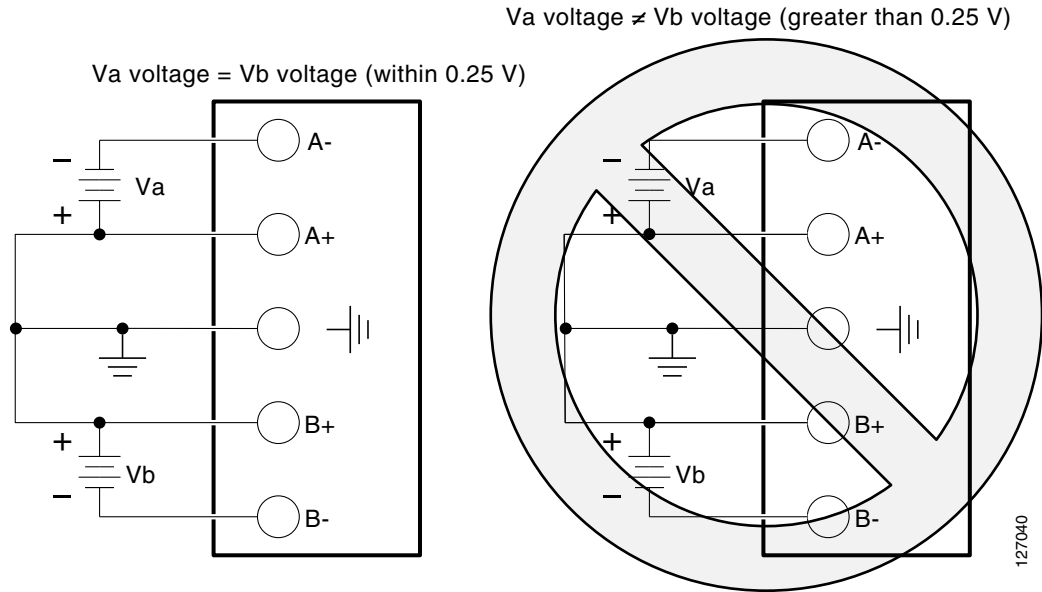 Va voltage ≠ Vb voltage (greater than 0.25 V)
Va voltage = Vb voltage (within 0.25 V)
A-
− Va
+ A+
+ B+
Vb
− B-
A-
− Va
+ A+
+ B+
Vb
− B-
127040